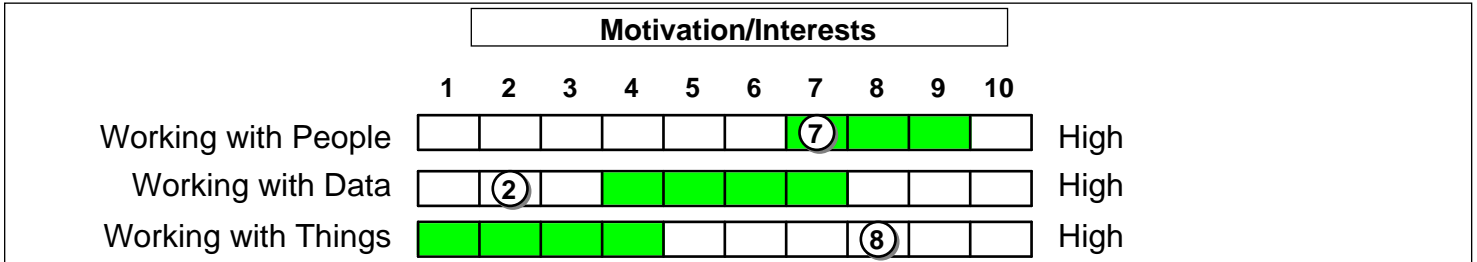 Motivation/Interests
1 2 3 4 5 6 7 8 9 10
Working with People 7 High
Working with Data 2 High
Working with Things 8 High